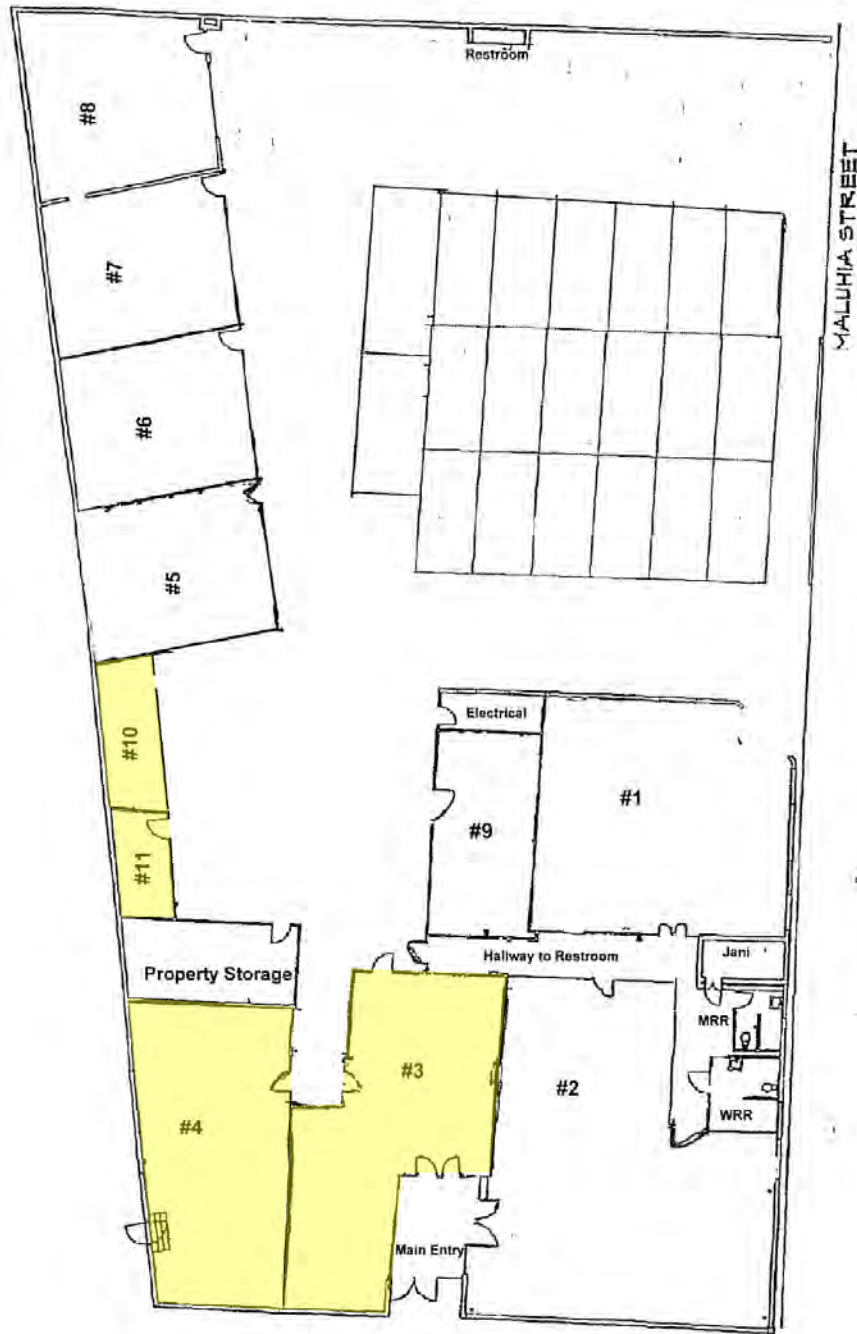 Restroom
#8
MALUHIA STREET
#7
#6
#5
Electrical
#10
#1
#9
#11
Hallway to Restroom
Jani
Property Storage
MRR
#3
#2
#4
WRR
Main Entry